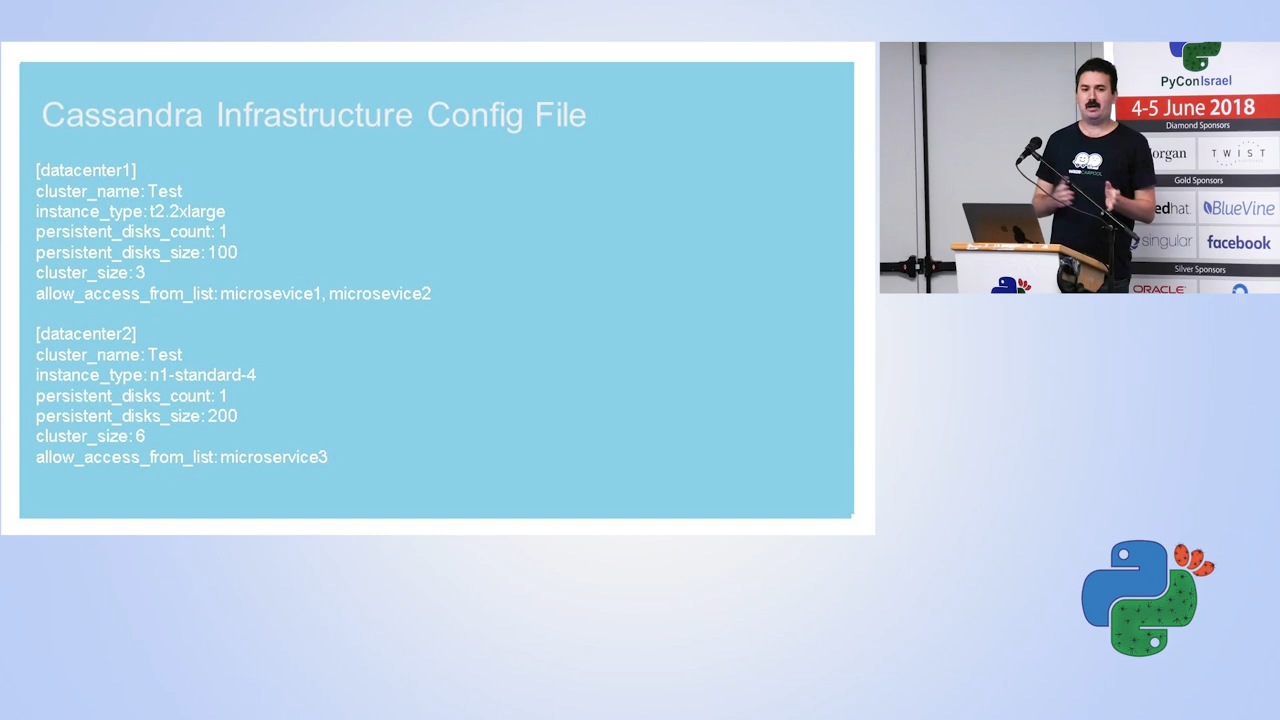 Cassandra Infrastructure Config File
[datacenter1]
cluster_name: Test
instance_type: t2.2xlarge
persistent_disks_count: 1
persistent_disks_size: 100
cluster_size: 3
allow_access_from_list: microsevice1, microsevice2
[datacenter2]
cluster_name: Test
instance_type: n1-standard-4
persistent_disks_count: 1
persistent_disks_size: 200
cluster_size: 6
allow_access_from_list: microservice3
PyConIsrael
4-5 June 2018
Diamond Sponsors
TWIST
Gold Sponsors
edhat. BlueVine
singular facebook
Silver Sponsors
ORACLE